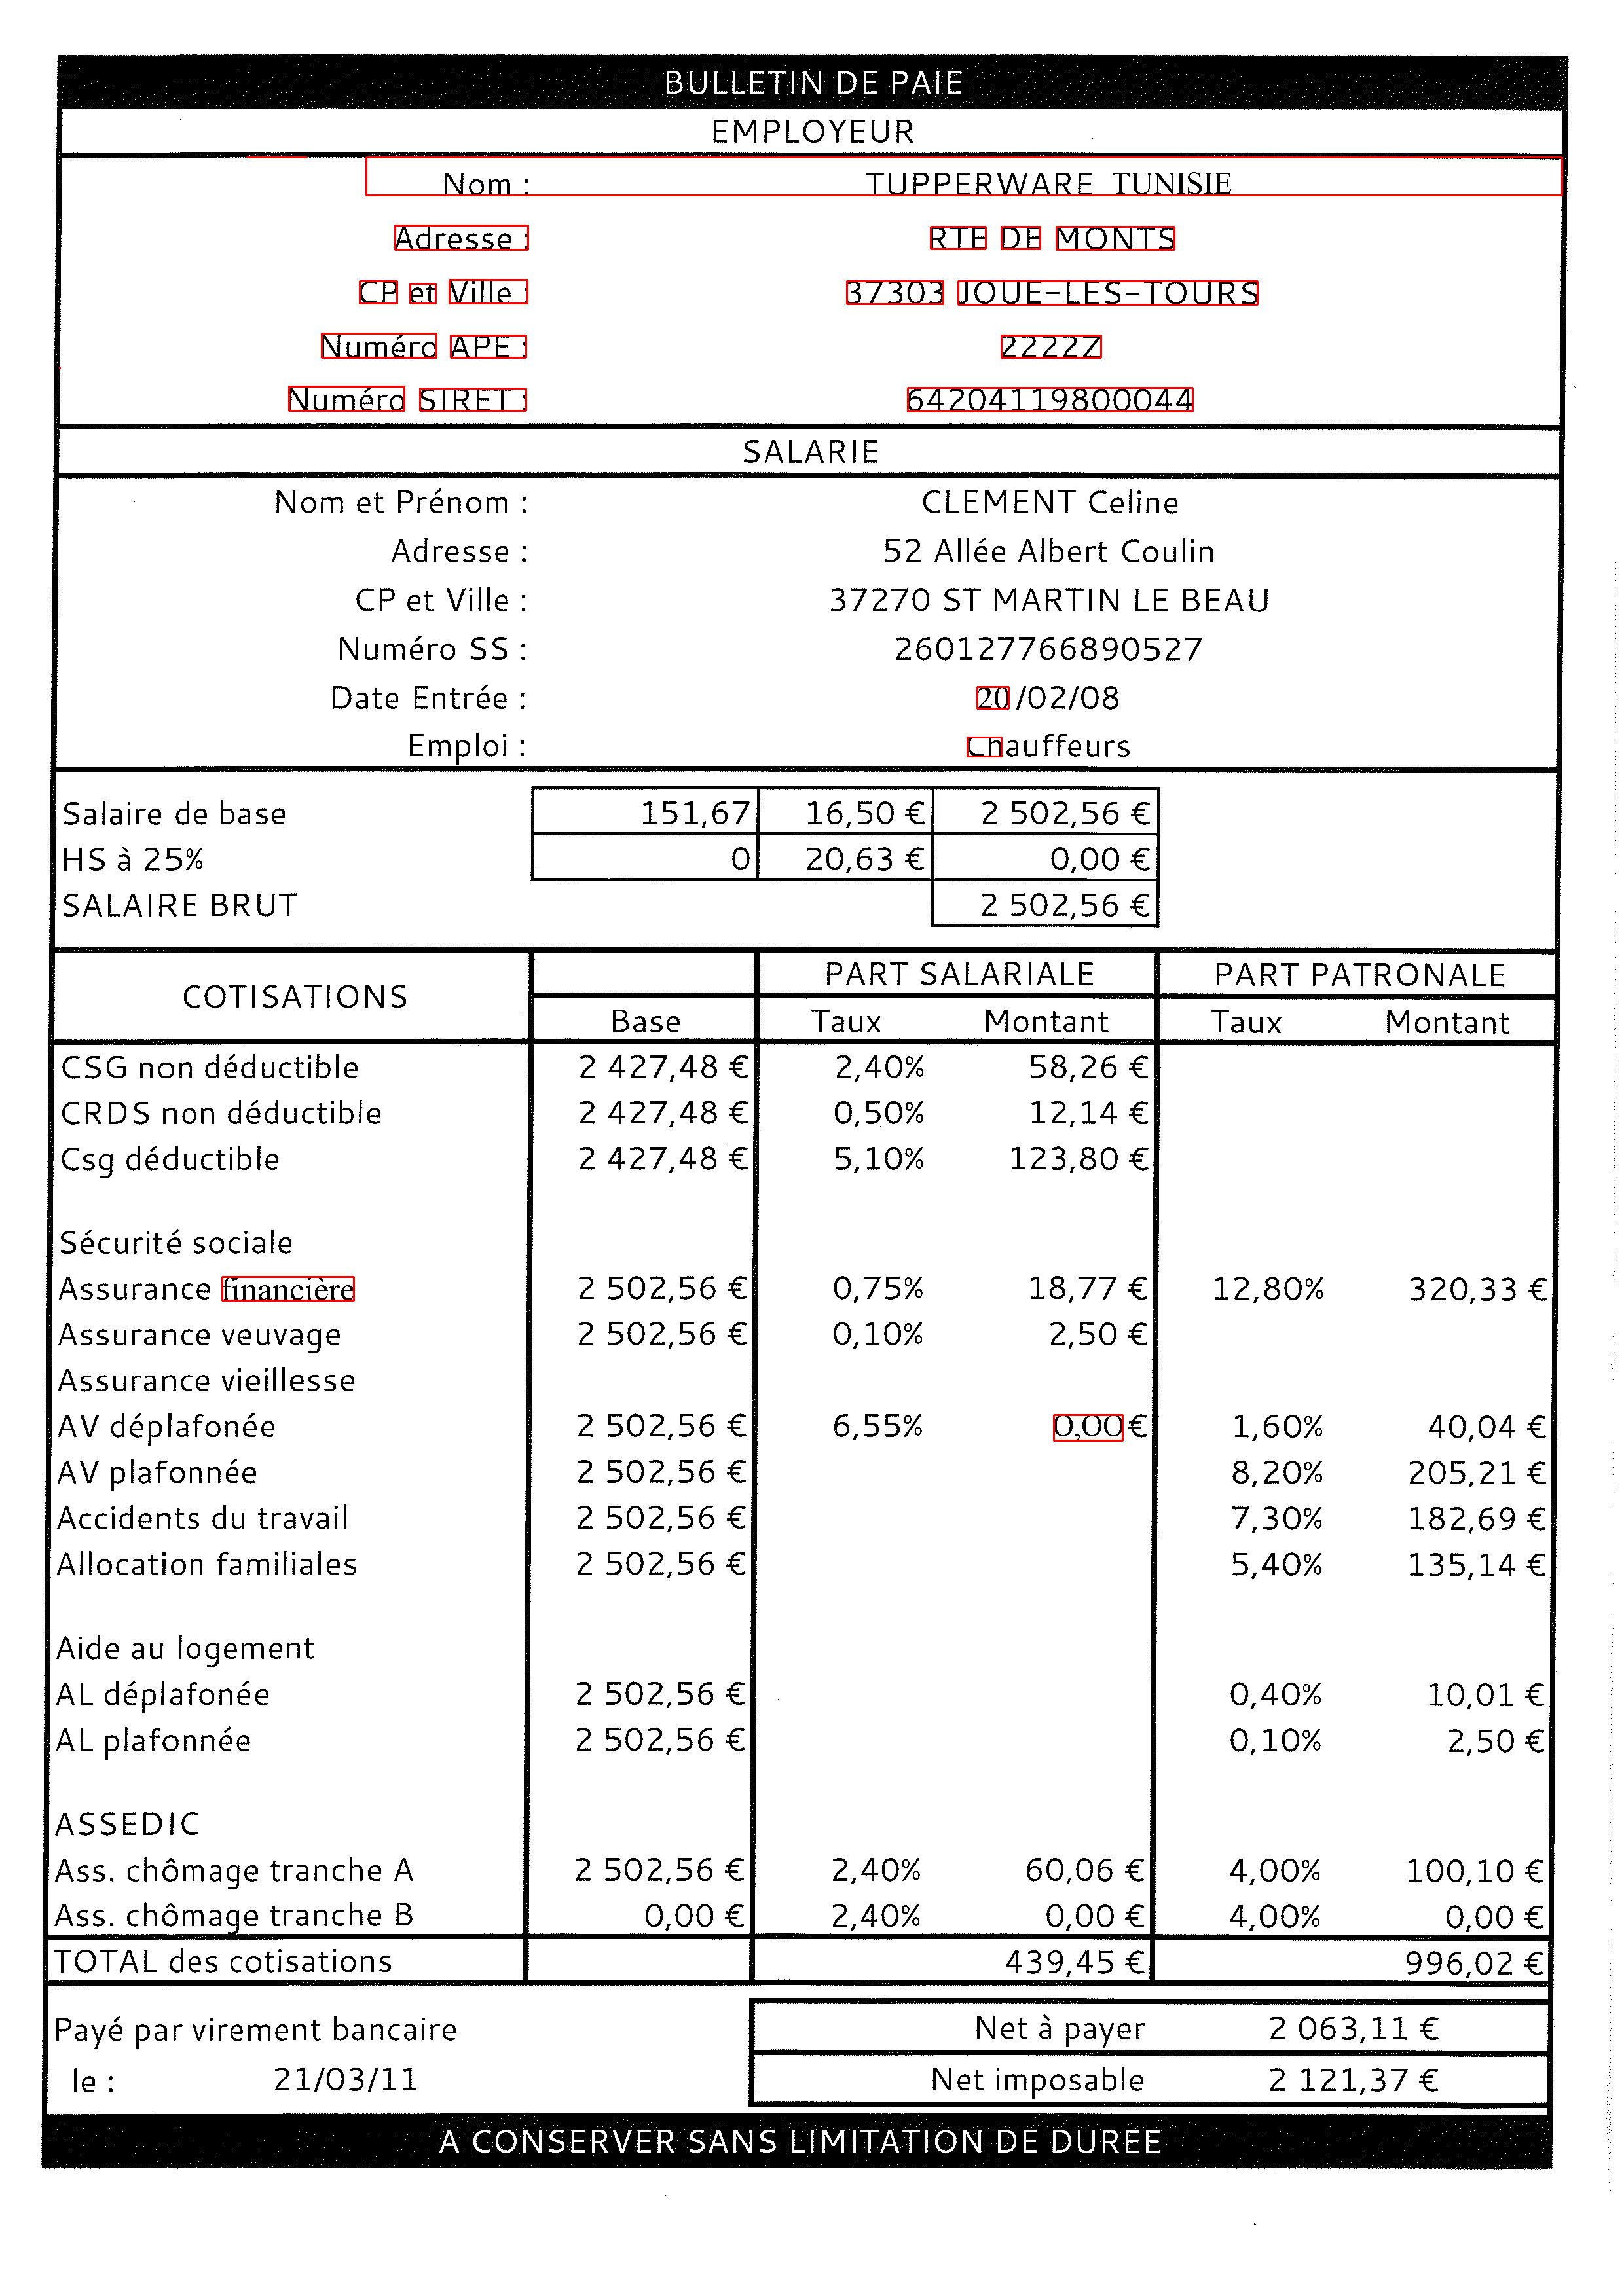 BULLETIN DE PAIE
EMPLOYEUR
Nom : TUPPERWARE TUNISIE
Adresse : RTE DE MONTS
CP et Ville : 37303 JOUE-LES-TOURS
Numéro APE : 2222Z
Numéro SIRET : 64204119800044
SALARIE
Nom et Prénom : CLEMENT Celine
Adresse : 52 Allée Albert Coulin
CP et Ville : 37270 ST MARTIN LE BEAU
Numéro SS : 260127766890527
Date Entrée : 20/02/08
Emploi : Chauffeurs
Salaire de base 151,67 16,50 € 2 502,56 €
HS à 25% 0 20,63 € 0,00 €
SALAIRE BRUT 2 502,56 €
COTISATIONS PART SALARIALE PART PATRONALE
Base Taux Montant Taux Montant
CSG non déductible 2 427,48 € 2,40% 58,26 €
CRDS non déductible 2 427,48 € 0,50% 12,14 €
Csg déductible 2 427,48 € 5,10% 123,80 €
Sécurité sociale
Assurance financière 2 502,56 € 0,75% 18,77 € 12,80% 320,33 €
Assurance veuvage 2 502,56 € 0,10% 2,50 €
Assurance vieillesse
AV déplafonée 2 502,56 € 6,55% 0,00 € 1,60% 40,04 €
AV plafonnée 2 502,56 € 8,20% 205,21 €
Accidents du travail 2 502,56 € 7,30% 182,69 €
Allocation familiales 2 502,56 € 5,40% 135,14 €
Aide au logement
AL déplafonée 2 502,56 € 0,40% 10,01 €
AL plafonnée 2 502,56 € 0,10% 2,50 €
ASSEDIC
Ass. chômage tranche A 2 502,56 € 2,40% 60,06 € 4,00% 100,10 €
Ass. chômage tranche B 0,00 € 2,40% 0,00 € 4,00% 0,00 €
TOTAL des cotisations 439,45 € 996,02 €
Payé par virement bancaire Net à payer 2 063,11 €
le : 21/03/11 Net imposable 2 121,37 €
A CONSERVER SANS LIMITATION DE DUREE